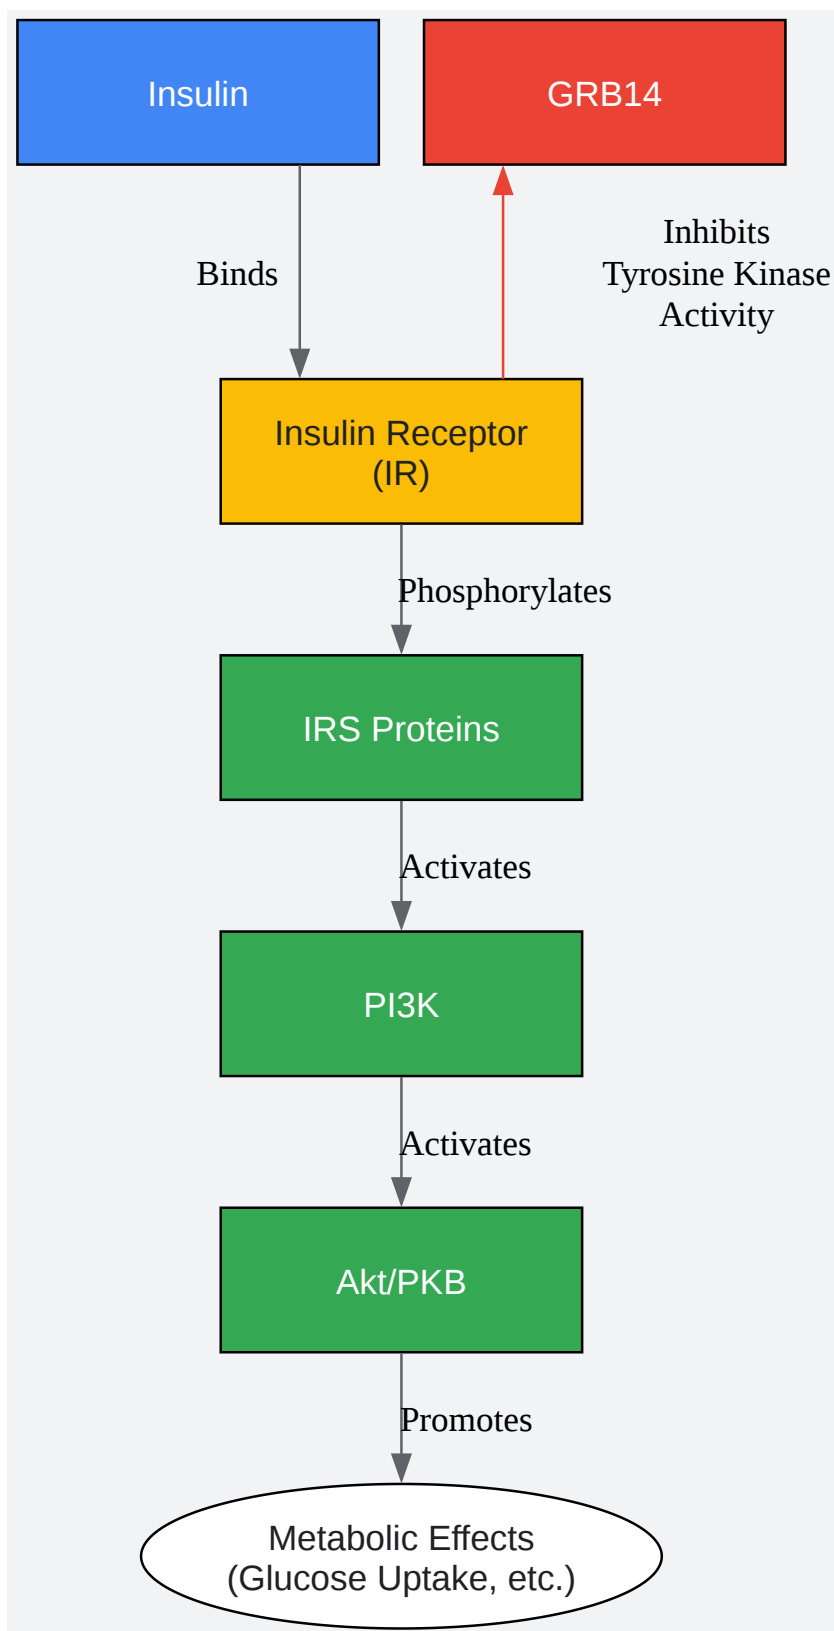 Insulin
GRB14
Binds
Inhibits
Tyrosine Kinase
Activity
Insulin Receptor
(IR)
Phosphorylates
IRS Proteins
Activates
PI3K
Activates
Akt/PKB
Promotes
Metabolic Effects
(Glucose Uptake, etc.)